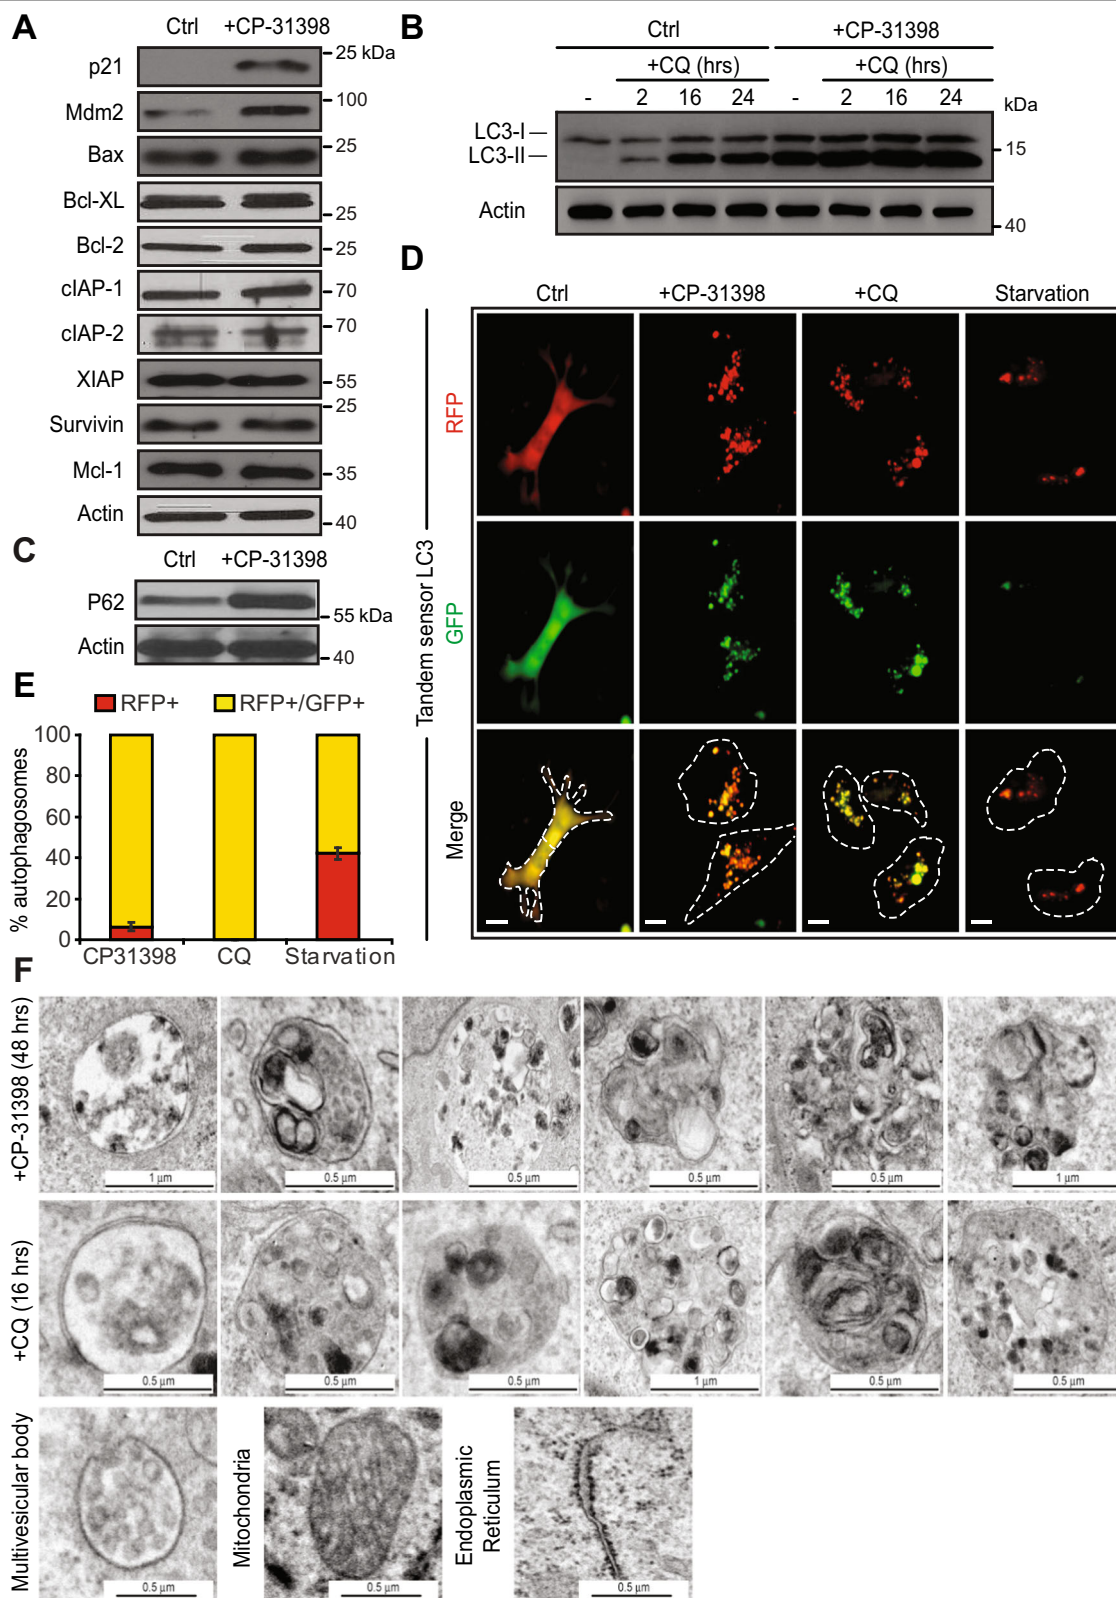 A
Ctrl +CP-31398
p21
25 kDa
Mdm2
100
Bax
25
Bcl-XL
25
Bcl-2
25
cIAP-1
70
cIAP-2
70
XIAP
55
25
Survivin
Mcl-1
35
Actin
40
B
Ctrl +CP-31398
+CQ (hrs) +CQ (hrs)
- 2 16 24 - 2 16 24 kDa
LC3-I
LC3-II
15
Actin
40
C
Ctrl +CP-31398
P62
55 kDa
Actin
40
D
Ctrl +CP-31398 +CQ Starvation
Tandem sensor LC3
RFP
GFP
Merge
E
RFP+ RFP+/GFP+
% autophagosomes
100
80
60
40
20
0
CP31398 CQ Starvation
F
+CP-31398 (48 hrs)
1 µm 0.5 µm 0.5 µm 0.5 µm 0.5 µm 1 µm
+CQ (16 hrs)
0.5 µm 0.5 µm 0.5 µm 1 µm 0.5 µm 0.5 µm
Multivesicular body
0.5 µm
Mitochondria
0.5 µm
Endoplasmic
Reticulum
0.5 µm